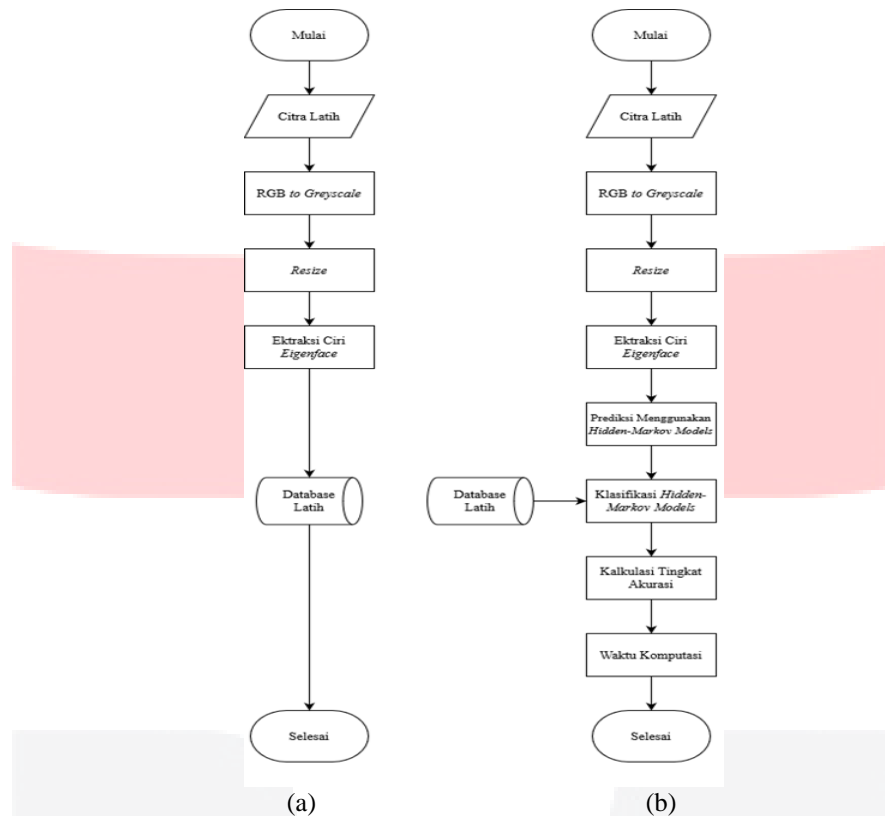 Mulai
Citra Latih
RGB to Greyscale
Resize
Ektraksi Ciri
Eigenface
Database
Latih
Selesai
(a)
Mulai
Citra Latih
RGB to Greyscale
Resize
Ektraksi Ciri
Eigenface
Prediksi Menggunakan
Hidden-Markov Models
Database
Latih
Klasifikasi Hidden-
Markov Models
Kalkulasi Tingkat
Akurasi
Waktu Komputasi
Selesai
(b)